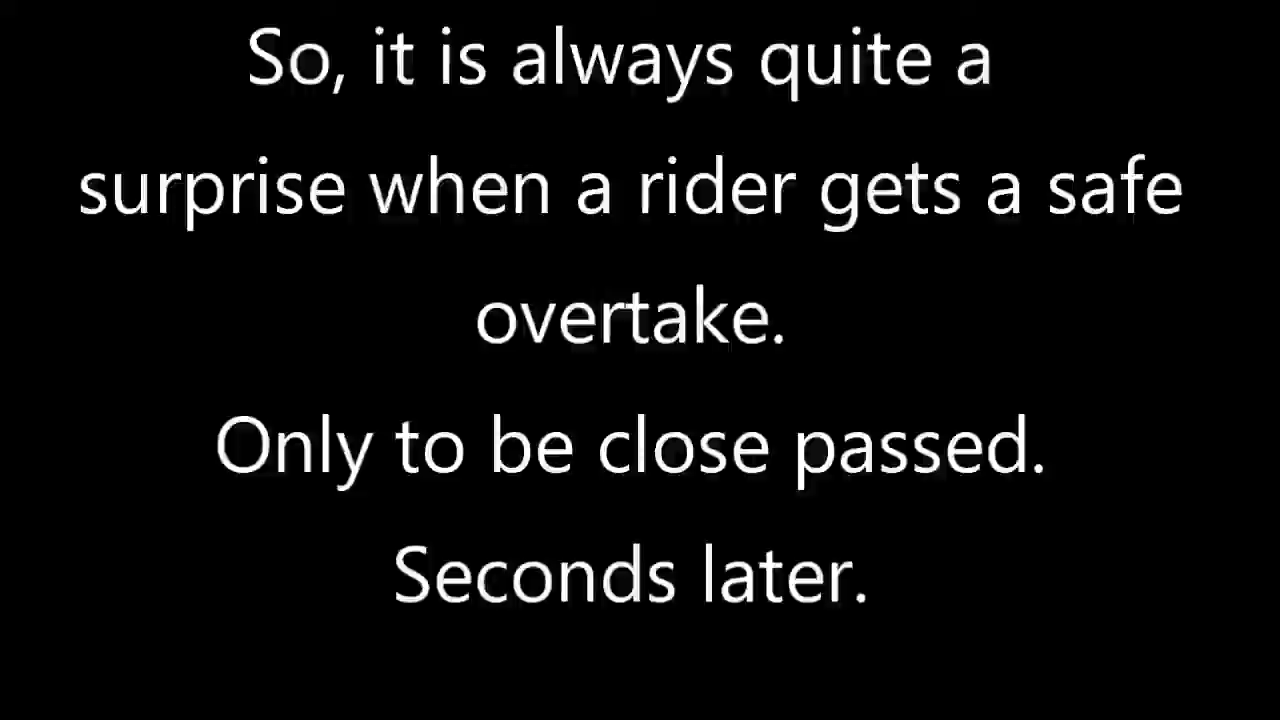 So, it is always quite a
surprise when a rider gets a safe
overtake.
Only to be close passed.
Seconds later.